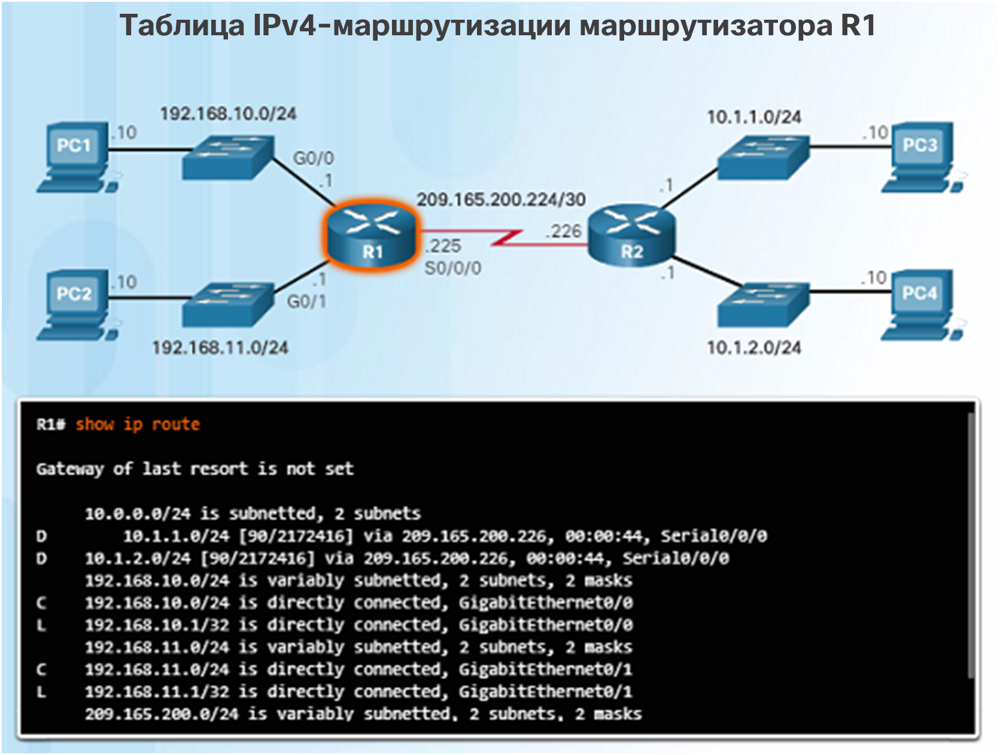 Таблица IPv4-маршрутизации маршрутизатора R1
192.168.10.0/24
10.1.1.0/24
PC1
.10
G0/0
.1
.1
.10
PC3
209.165.200.224/30
R1
.225
S0/0/0
.226
R2
PC2
.10
.1
G0/1
.1
.10
PC4
192.168.11.0/24
10.1.2.0/24
R1# show ip route
Gateway of last resort is not set
10.0.0.0/24 is subnetted, 2 subnets
D 10.1.1.0/24 [90/2172416] via 209.165.200.226, 00:00:44, Serial0/0/0
D 10.1.2.0/24 [90/2172416] via 209.165.200.226, 00:00:44, Serial0/0/0
192.168.10.0/24 is variably subnetted, 2 subnets, 2 masks
C 192.168.10.0/24 is directly connected, GigabitEthernet0/0
L 192.168.10.1/32 is directly connected, GigabitEthernet0/0
192.168.11.0/24 is variably subnetted, 2 subnets, 2 masks
C 192.168.11.0/24 is directly connected, GigabitEthernet0/1
L 192.168.11.1/32 is directly connected, GigabitEthernet0/1
209.165.200.0/24 is variably subnetted, 2 subnets, 2 masks